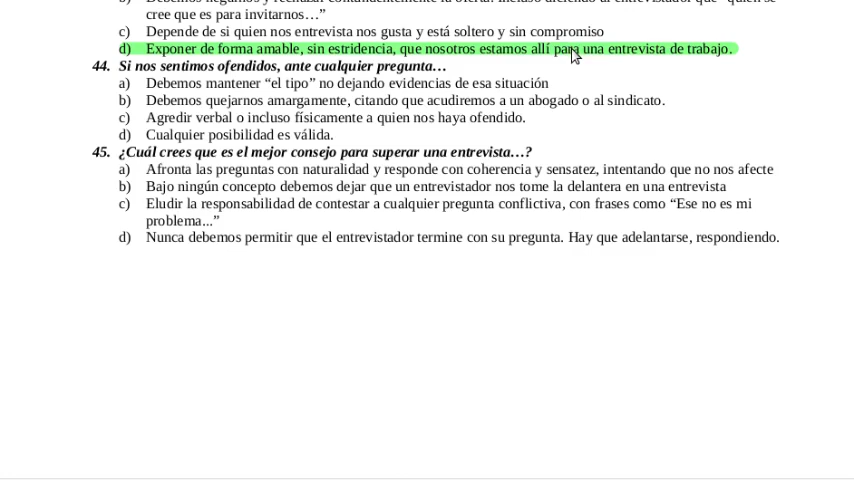 cree que es para invitarnos…”
c) Depende de si quien nos entrevista nos gusta y está soltero y sin compromiso
d) Exponer de forma amable, sin estridencia, que nosotros estamos allí para una entrevista de trabajo.
44. Si nos sentimos ofendidos, ante cualquier pregunta…
a) Debemos mantener “el tipo” no dejando evidencias de esa situación
b) Debemos quejarnos amargamente, citando que acudiremos a un abogado o al sindicato.
c) Agredir verbal o incluso físicamente a quien nos haya ofendido.
d) Cualquier posibilidad es válida.
45. ¿Cuál crees que es el mejor consejo para superar una entrevista…?
a) Afronta las preguntas con naturalidad y responde con coherencia y sensatez, intentando que no nos afecte
b) Bajo ningún concepto debemos dejar que un entrevistador nos tome la delantera en una entrevista
c) Eludir la responsabilidad de contestar a cualquier pregunta conflictiva, con frases como “Ese no es mi
problema...”
d) Nunca debemos permitir que el entrevistador termine con su pregunta. Hay que adelantarse, respondiendo.